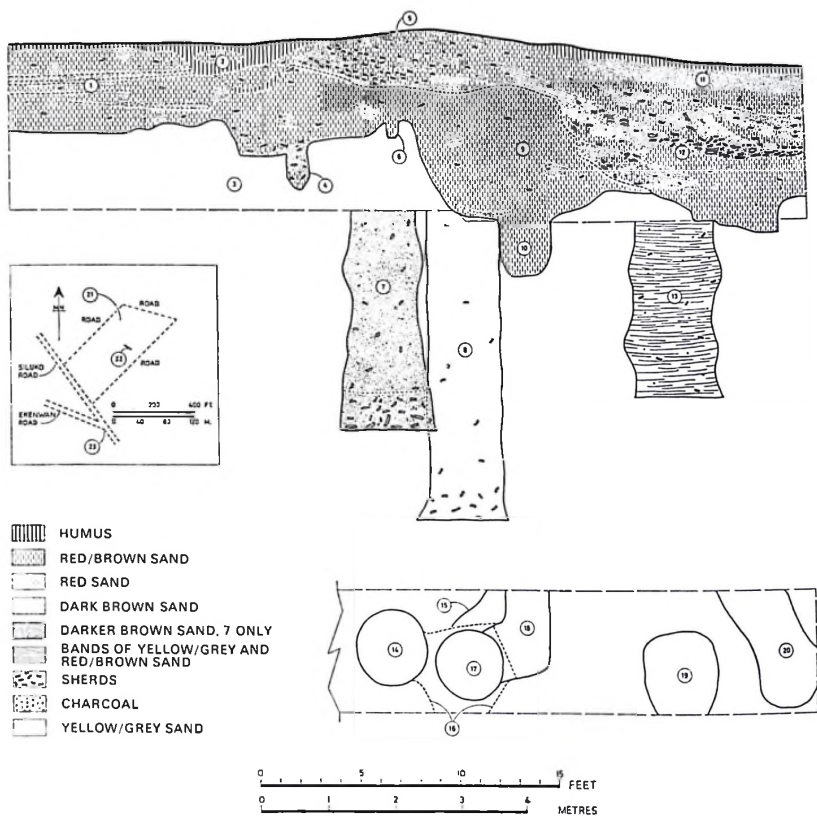 5
2
11
1
9
12
6
3
4
10
7
13
8
21
ROAD
ROAD
22
ROAD
SILUKO
ROAD
0 200 400 FT.
0 40 80 120 M.
EKENWAN
ROAD
23
HUMUS
RED/BROWN SAND
RED SAND
DARK BROWN SAND
DARKER BROWN SAND, 7 ONLY
BANDS OF YELLOW/GREY AND
RED/BROWN SAND
SHERDS
CHARCOAL
YELLOW/GREY SAND
15
18
14
17
19
20
16
0 5 10 15
FEET
0 1 2 3 4
METRES